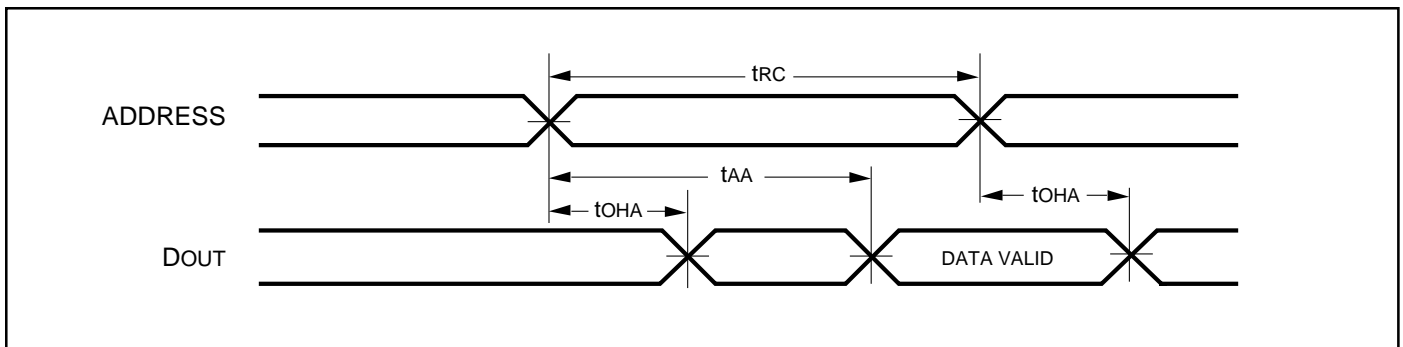 tRC
ADDRESS
tAA
tOHA
tOHA
DOUT
DATA VALID